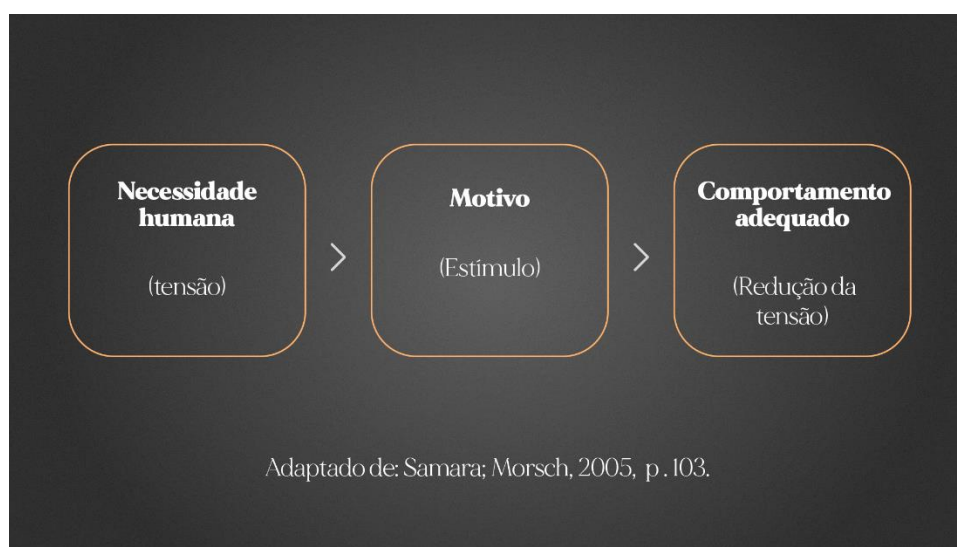 Necessidade
humana
(tensão)
>
Motivo
(Estímulo)
>
Comportamento
adequado
(Redução da
tensão)
Adaptado de: Samara; Morsch, 2005, p . 103.